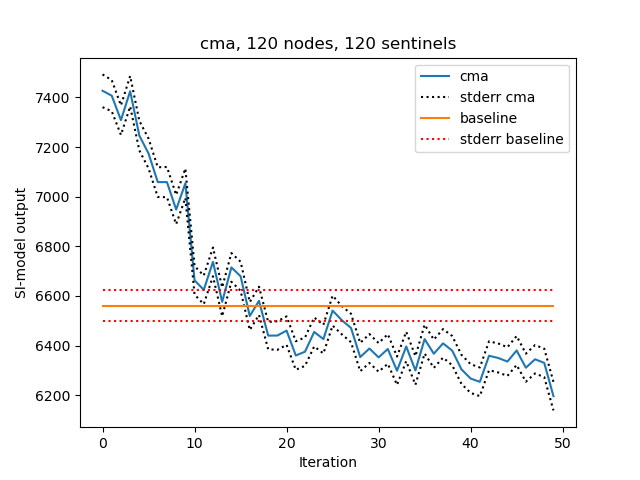 cma, 120 nodes, 120 sentinels
cma
stderr cma
baseline
stderr baseline
SI-model output
7400
7200
7000
6800
6600
6400
6200
0 10 20 30 40 50
Iteration